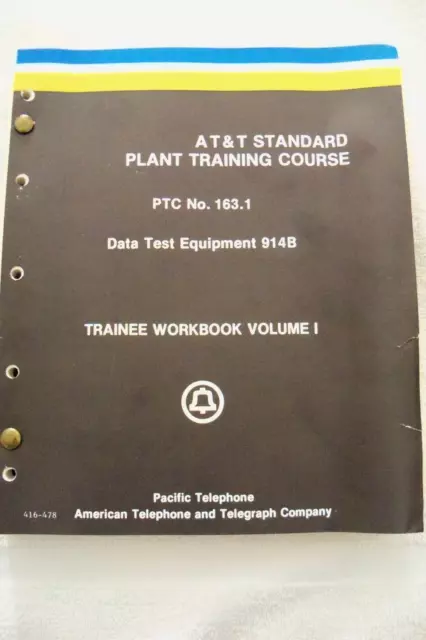 AT&T STANDARD
PLANT TRAINING COURSE
PTC No. 163.1
Data Test Equipment 914B
TRAINEE WORKBOOK VOLUME I
Pacific Telephone
416-478 American Telephone and Telegraph Company